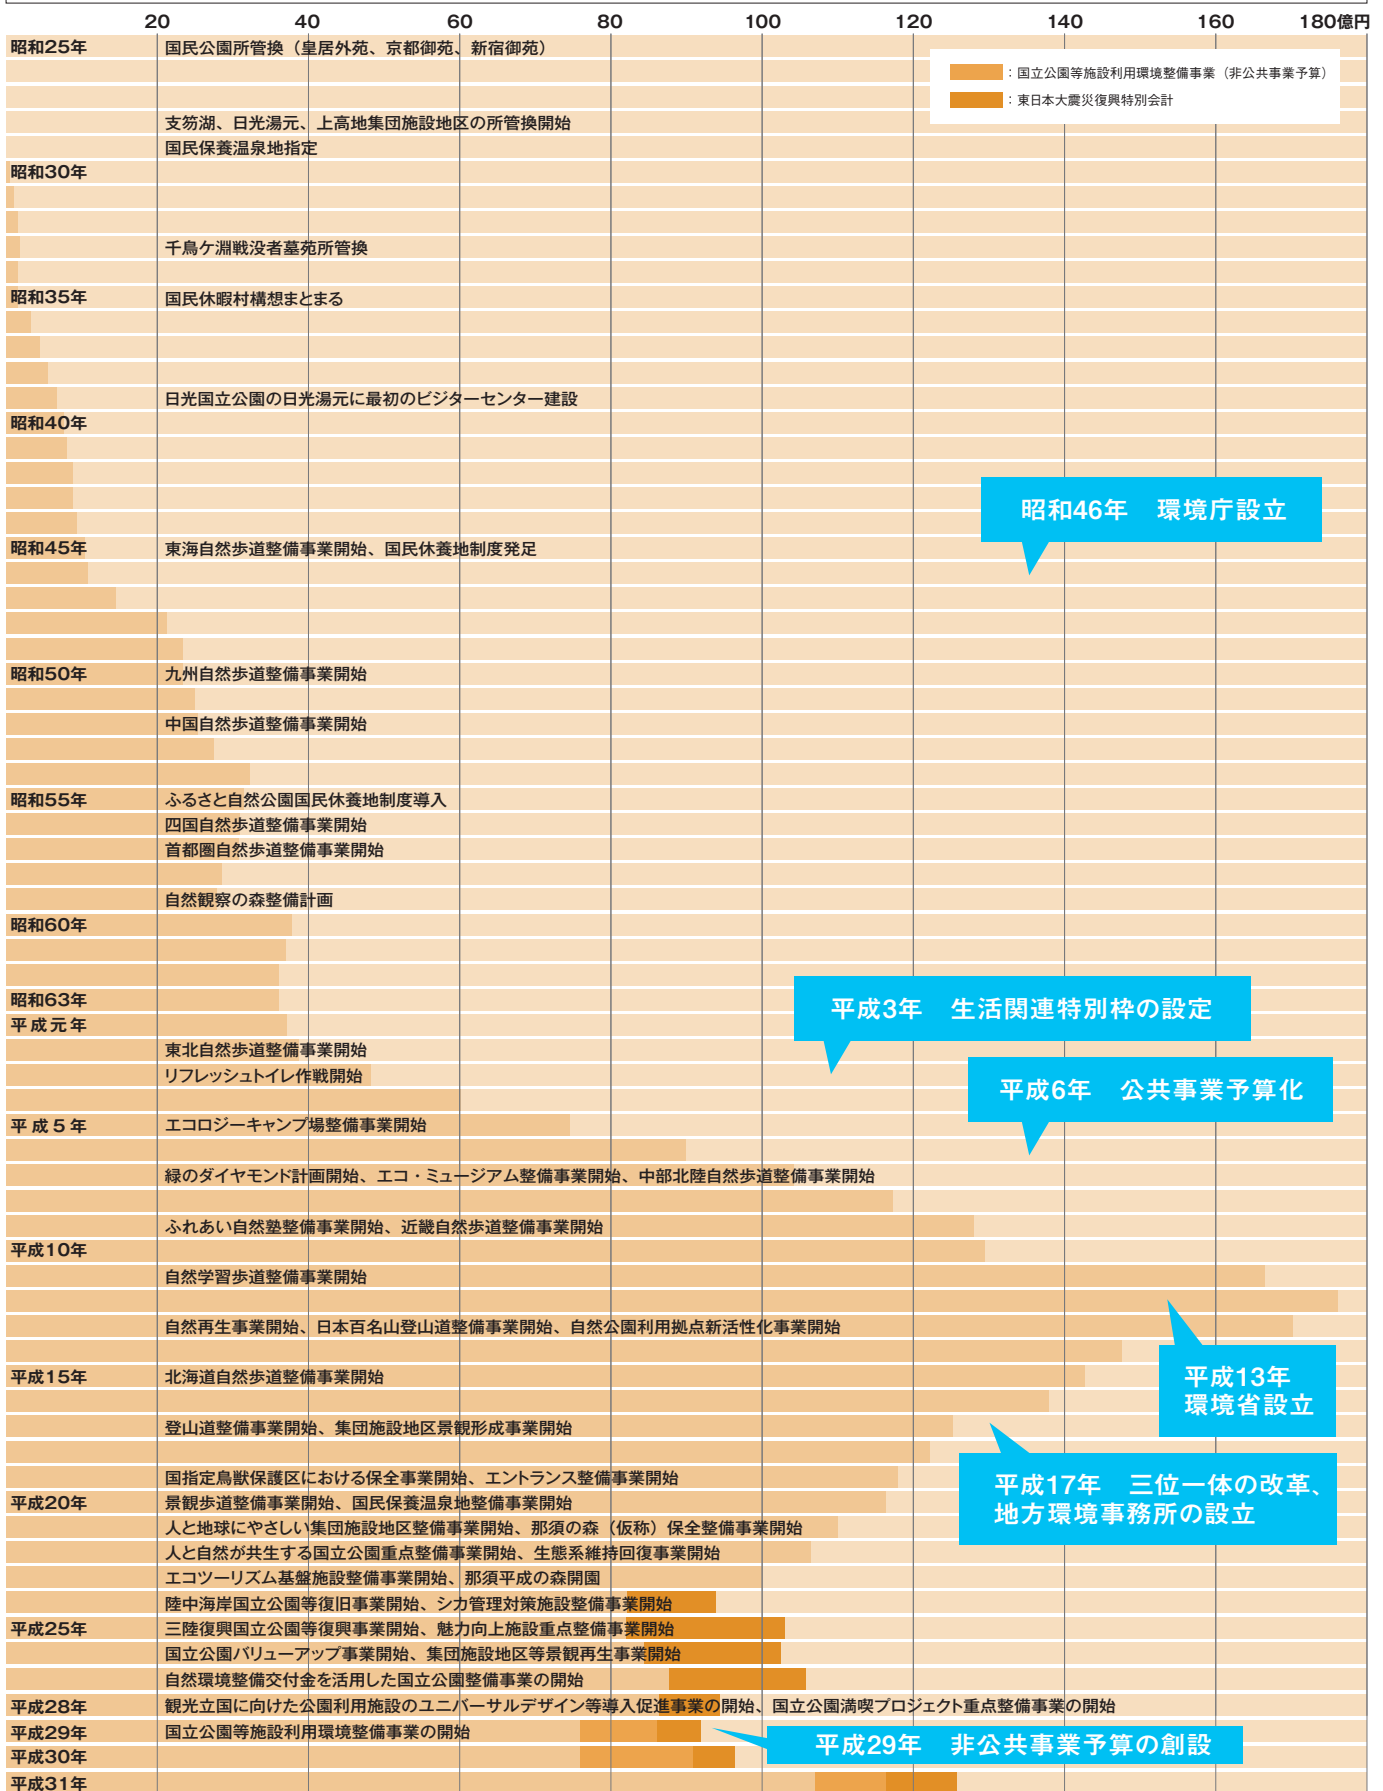 20 40 60 80 100 120 140 160 180億円
昭和25年 国民公園所管換（皇居外苑、京都御苑、新宿御苑）
：国立公園等施設利用環境整備事業（非公共事業予算）
：東日本大震災復興特別会計
支笏湖、日光湯元、上高地集団施設地区の所管換開始
国民保養温泉地指定
昭和30年
千鳥ケ淵戦没者墓苑所管換
昭和35年 国民休暇村構想まとまる
日光国立公園の日光湯元に最初のビジターセンター建設
昭和40年
昭和46年　環境庁設立
昭和45年 東海自然歩道整備事業開始、国民休養地制度発足
昭和50年 九州自然歩道整備事業開始
中国自然歩道整備事業開始
昭和55年 ふるさと自然公園国民休養地制度導入
四国自然歩道整備事業開始
首都圏自然歩道整備事業開始
自然観察の森整備計画
昭和60年
昭和63年
平成3年　生活関連特別枠の設定
平成元年
東北自然歩道整備事業開始
リフレッシュトイレ作戦開始
平成6年　公共事業予算化
平成5年 エコロジーキャンプ場整備事業開始
緑のダイヤモンド計画開始、エコ・ミュージアム整備事業開始、中部北陸自然歩道整備事業開始
ふれあい自然塾整備事業開始、近畿自然歩道整備事業開始
平成10年
自然学習歩道整備事業開始
自然再生事業開始、日本百名山登山道整備事業開始、自然公園利用拠点新活性化事業開始
平成15年 北海道自然歩道整備事業開始
平成13年
環境省設立
登山道整備事業開始、集団施設地区景観形成事業開始
国指定鳥獣保護区における保全事業開始、エントランス整備事業開始
平成17年　三位一体の改革、
地方環境事務所の設立
平成20年 景観歩道整備事業開始、国民保養温泉地整備事業開始
人と地球にやさしい集団施設地区整備事業開始、那須の森（仮称）保全整備事業開始
人と自然が共生する国立公園重点整備事業開始、生態系維持回復事業開始
エコツーリズム基盤施設整備事業開始、那須平成の森開園
陸中海岸国立公園等復旧事業開始、シカ管理対策施設整備事業開始
平成25年 三陸復興国立公園等復興事業開始、魅力向上施設重点整備事業開始
国立公園バリューアップ事業開始、集団施設地区等景観再生事業開始
自然環境整備交付金を活用した国立公園整備事業の開始
平成28年 観光立国に向けた公園利用施設のユニバーサルデザイン等導入促進事業の開始、国立公園満喫プロジェクト重点整備事業の開始
平成29年 国立公園等施設利用環境整備事業の開始
平成29年　非公共事業予算の創設
平成30年
平成31年